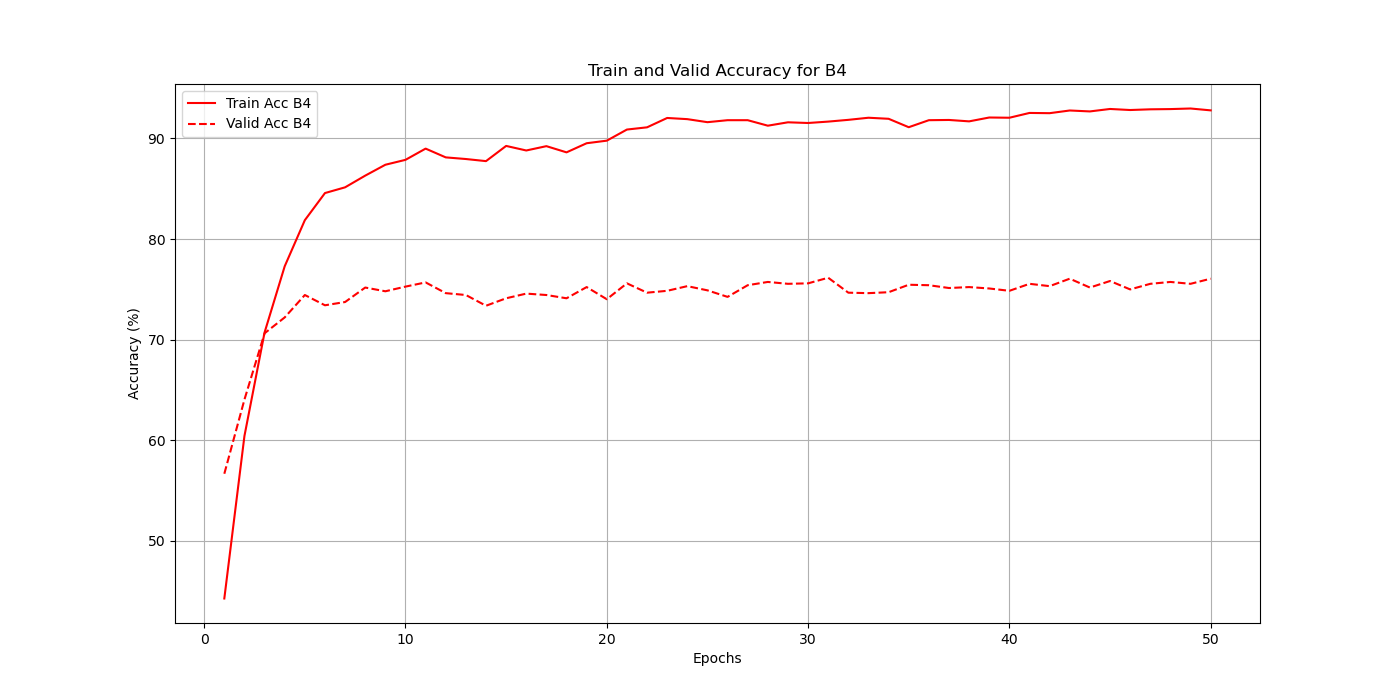 Train and Valid Accuracy for B4
Train Acc B4
Valid Acc B4
90
80
70
60
50
Accuracy (%)
0 10 20 30 40 50
Epochs